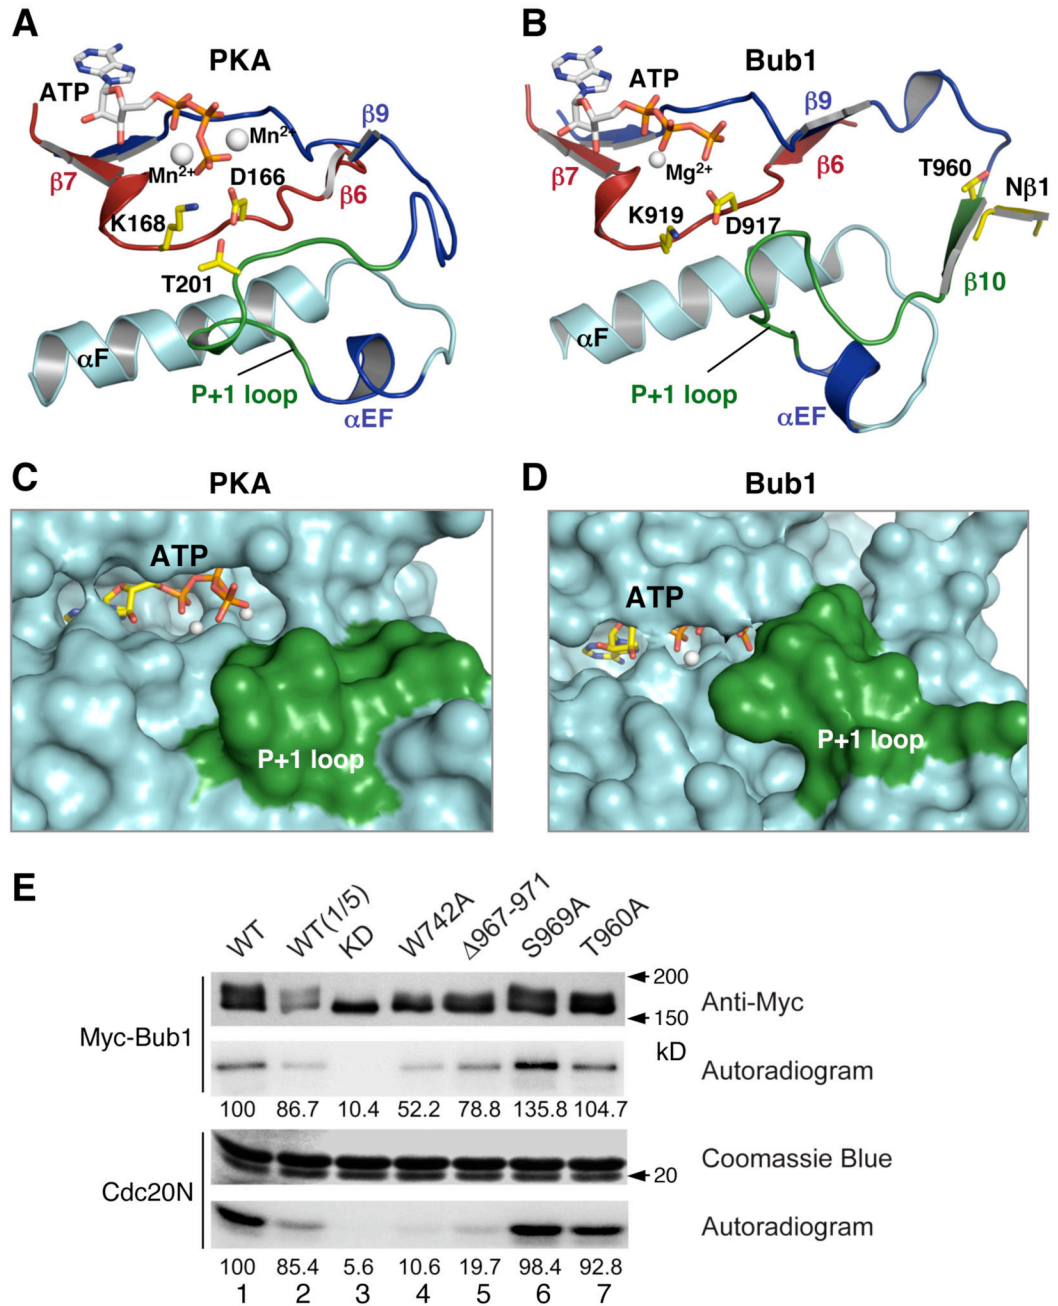 A
PKA
ATP
Mn2+
Mn2+
β9
β7
D166
β6
K168
T201
αF
P+1 loop
αEF
B
Bub1
ATP
β9
T960
Nβ1
β7
Mg2+
β6
K919
D917
β10
αF
P+1 loop
αEF
C
PKA
ATP
P+1 loop
D
Bub1
ATP
P+1 loop
E
WT WT(1/5) KD W742A Δ967-971 S969A T960A
200
Anti-Myc
150
Myc-Bub1
kD
Autoradiogram
100 86.7 10.4 52.2 78.8 135.8 104.7
Coomassie Blue
20
Cdc20N
Autoradiogram
100 85.4 5.6 10.6 19.7 98.4 92.8
1 2 3 4 5 6 7